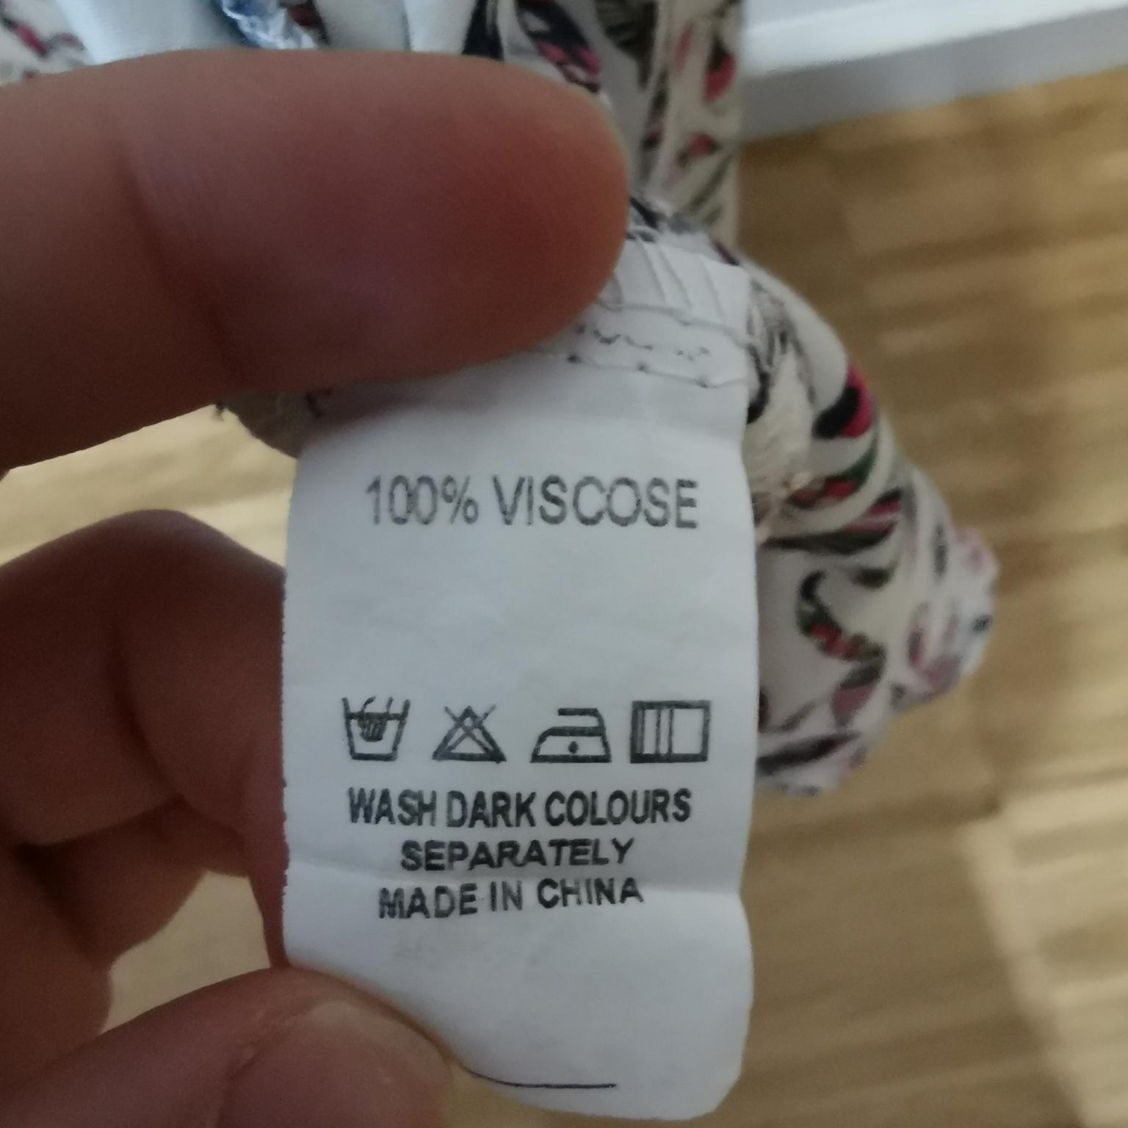 100% VISCOSE
WASH DARK COLOURS
SEPARATELY
MADE IN CHINA